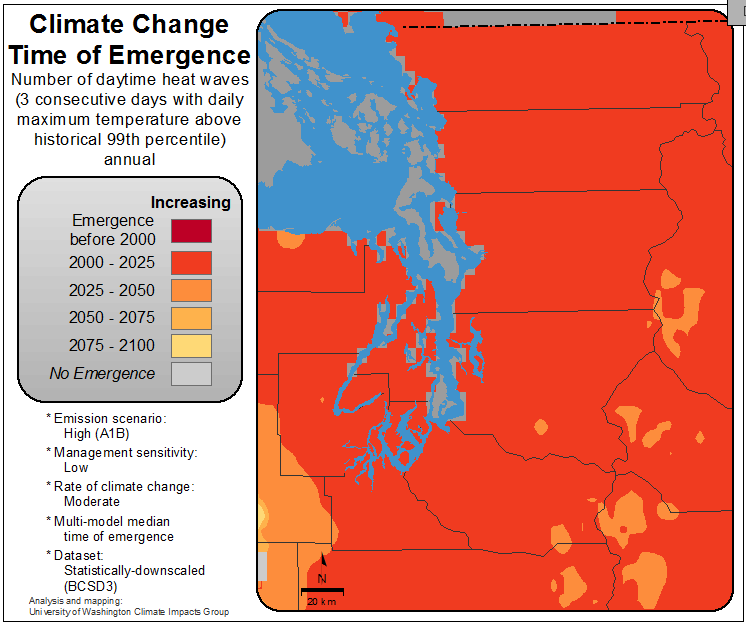 Climate Change
Time of Emergence
Number of daytime heat waves
(3 consecutive days with daily
maximum temperature above
historical 99th percentile)
annual
Increasing
Emergence
before 2000
2000 - 2025
2025 - 2050
2050 - 2075
2075 - 2100
No Emergence
* Emission scenario:
High (A1B)
* Management sensitivity:
Low
* Rate of climate change:
Moderate
* Multi-model median
time of emergence
* Dataset:
Statistically-downscaled
(BCSD3)
Analysis and mapping:
University of Washington Climate Impacts Group
N
20 km